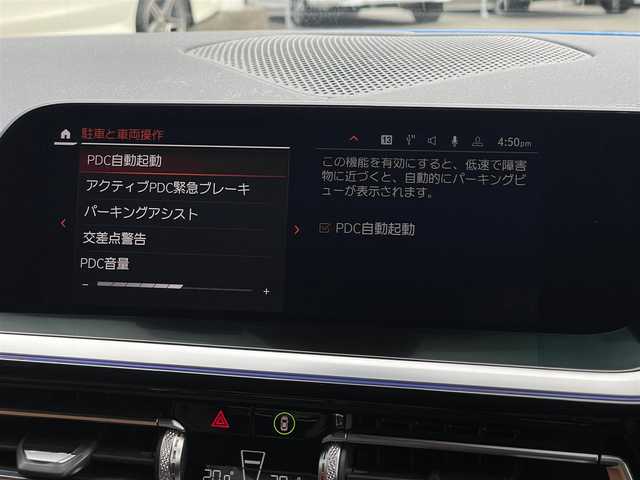 駐車と車両操作
13
4:50pm
PDC自動起動
アクティブPDC緊急ブレーキ
パーキングアシスト
交差点警告
PDC音量
- +
この機能を有効にすると、低速で障害
物に近づくと、自動的にパーキングビ
ューが表示されます。
PDC自動起動